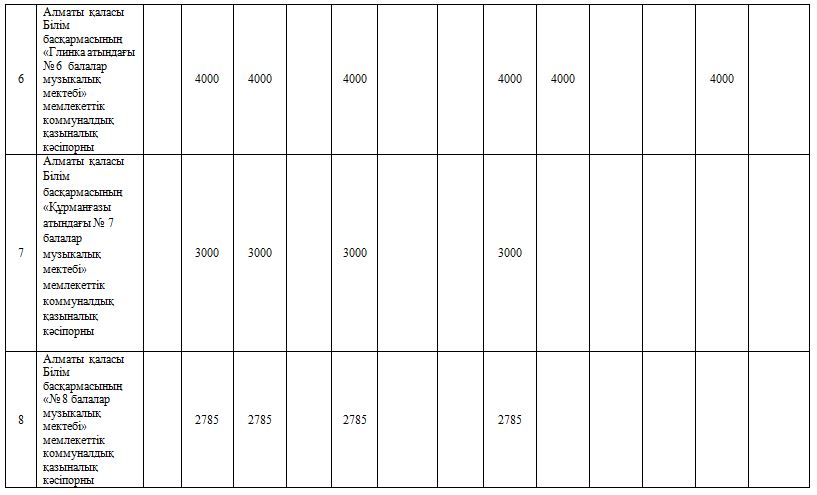 Алматы қаласы
Білім
басқармасының
«Глинка атындағы
№ 6 балалар
музыкалық
6 4000 4000 4000 4000 4000 4000
мектебі»
мемлекеттік
коммуналдық
қазыналық
кәсіпорны
Алматы қаласы
Білім
басқармасының
«Құрманғазы
атындағы № 7
балалар
7 музыкалық 3000 3000 3000 3000
мектебі»
мемлекеттік
коммуналдық
қазыналық
кәсіпорны
Алматы қаласы
Білім
басқармасының
«№ 8 балалар
музыкалық
8 мектебі» 2785 2785 2785 2785
мемлекеттік
коммуналдық
қазыналық
кәсіпорны